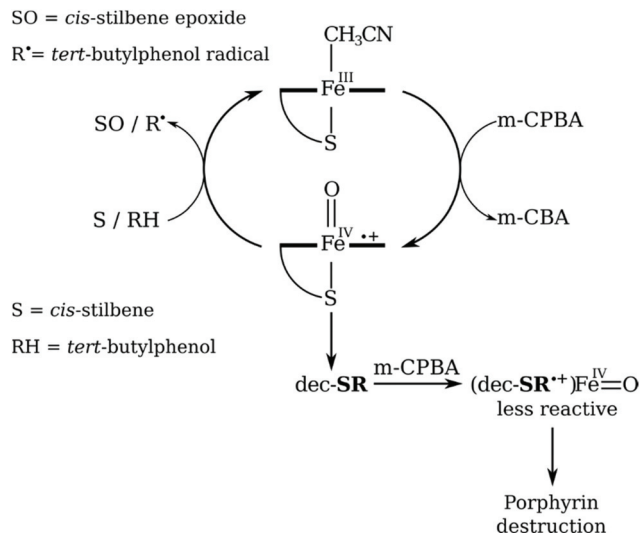 SO = cis-stilbene epoxide
R•= tert-butylphenol radical
CH₃CN
Feᴵᴵᴵ
S
SO / R•
m-CPBA
S / RH
m-CBA
O
Feᴵⱽ •+
S
S = cis-stilbene
RH = tert-butylphenol
m-CPBA
dec-SR
(dec-SR•+)Feᴵⱽ=O
less reactive
Porphyrin
destruction